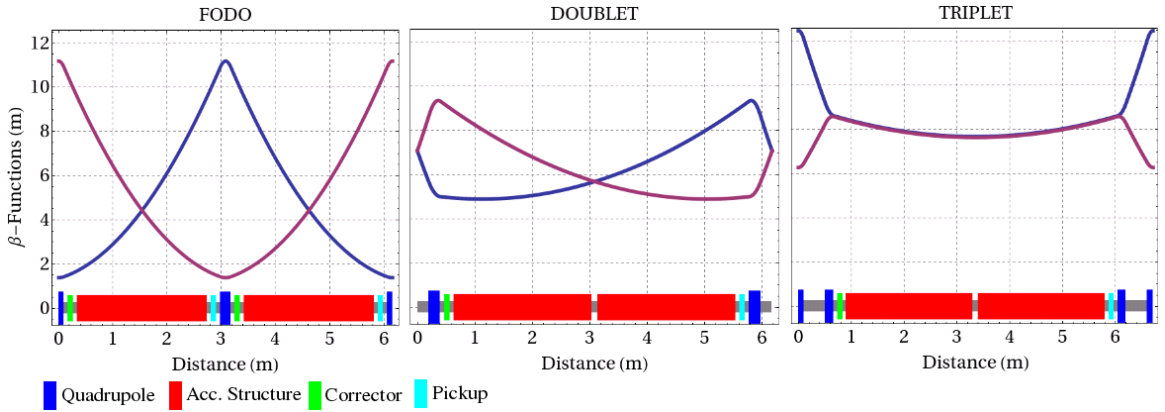 FODO DOUBLET TRIPLET
12
10
8
6
4
2
0
β-Functions (m)
0 1 2 3 4 5 6 0 1 2 3 4 5 6 0 1 2 3 4 5 6
Distance (m) Distance (m) Distance (m)
Quadrupole Acc. Structure Corrector Pickup